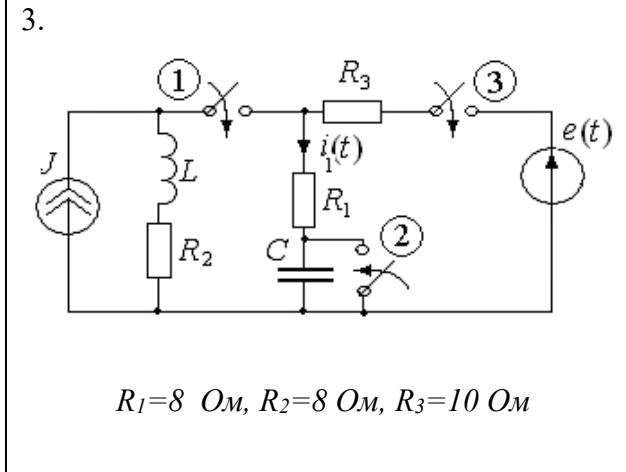 3.
1 R₃ 3
J L i₁(t) e(t)
R₁
R₂ C 2
R₁=8 Ом, R₂=8 Ом, R₃=10 Ом